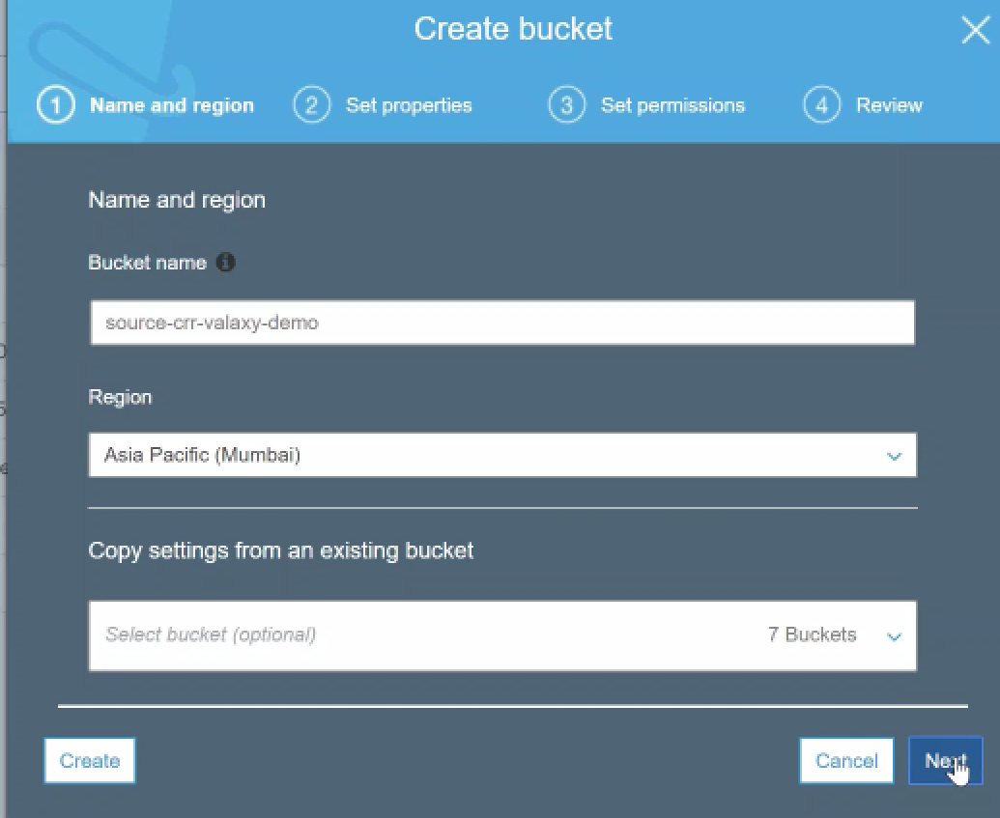 Create bucket
1 Name and region 2 Set properties 3 Set permissions 4 Review
Name and region
Bucket name
source-crr-valaxy-demo
Region
Asia Pacific (Mumbai)
Copy settings from an existing bucket
Select bucket (optional) 7 Buckets
Create Cancel Next